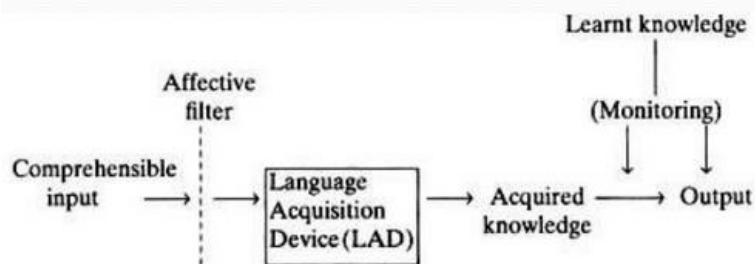 Learnt knowledge
Affective
filter
(Monitoring)
Comprehensible
input
Language
Acquisition
Device (LAD)
Acquired
knowledge
Output